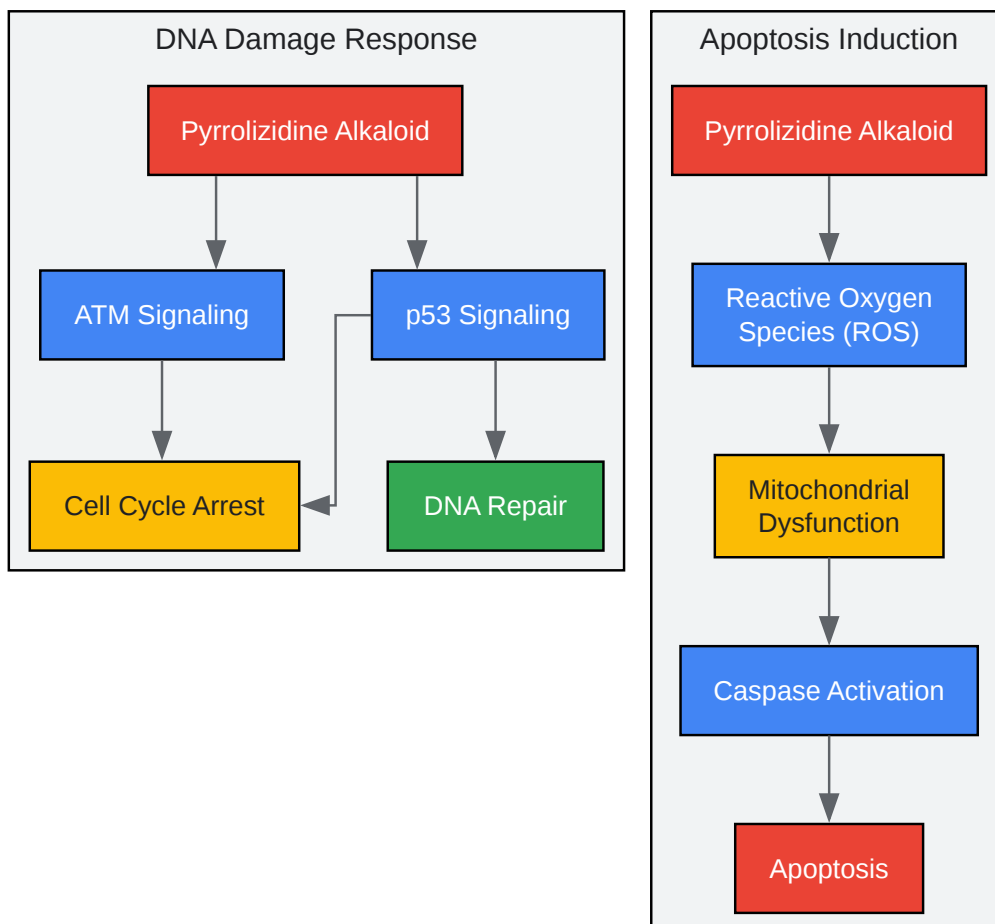 DNA Damage Response
Pyrrolizidine Alkaloid
ATM Signaling
p53 Signaling
Cell Cycle Arrest
DNA Repair
Apoptosis Induction
Pyrrolizidine Alkaloid
Reactive Oxygen
Species (ROS)
Mitochondrial
Dysfunction
Caspase Activation
Apoptosis